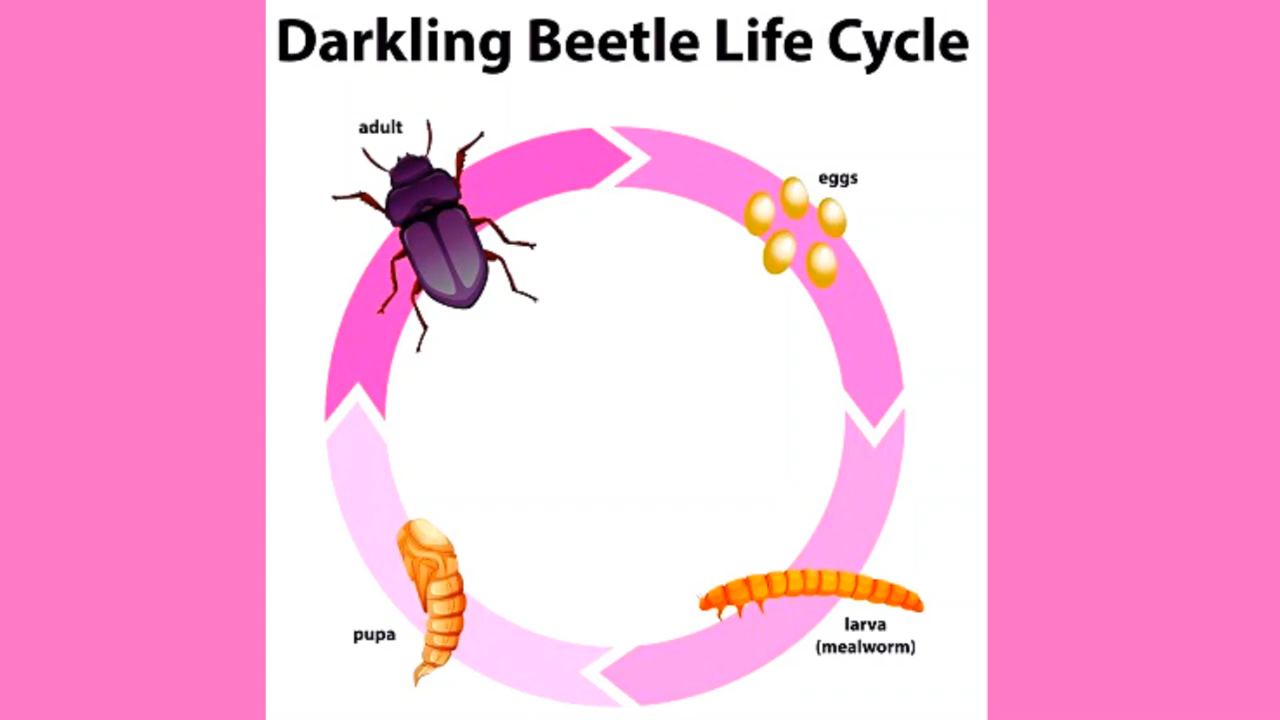 Darkling Beetle Life Cycle
adult
eggs
larva
(mealworm)
pupa